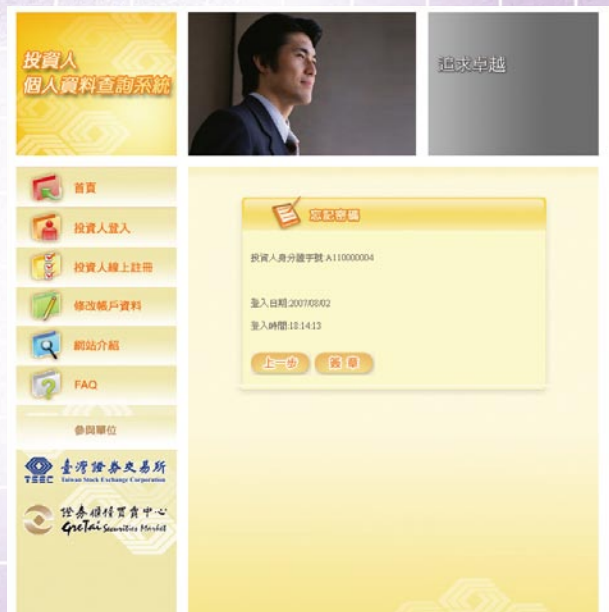 投資人
個人資料查詢系統
追求卓越
首頁
投資人登入
投資人線上註冊
修改帳戶資料
網站介紹
FAQ
參與單位
TSEC 臺灣證券交易所
Taiwan Stock Exchange Corporation
證券櫃檯買賣中心
GreTai Securities Market
忘記密碼
投資人身分證字號 A110000004
登入日期:2007/08/02
登入時間:18:14:13
上一步
簽 章